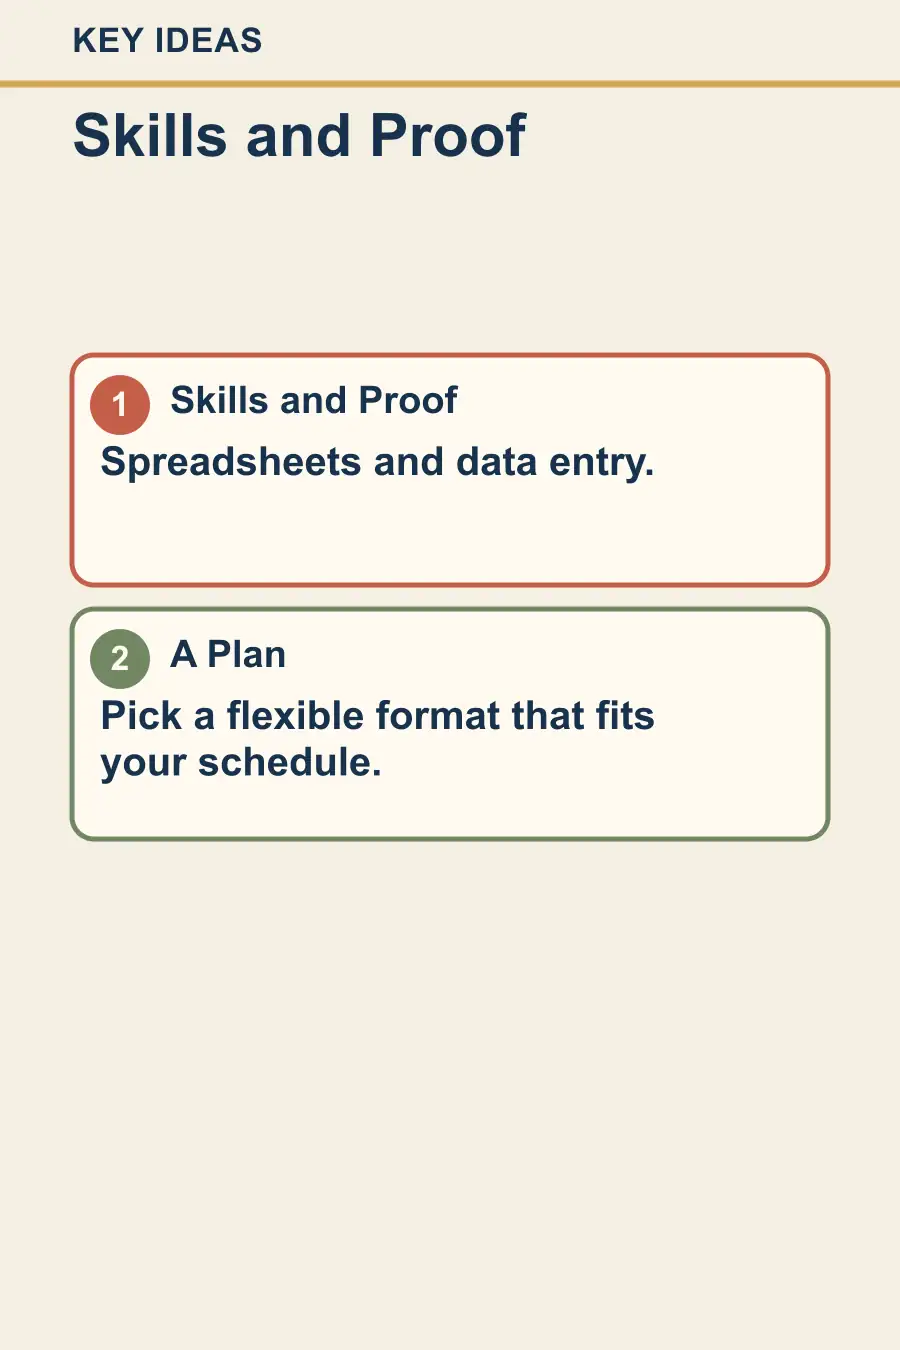 KEY IDEAS
Skills and Proof
1 Skills and Proof
Spreadsheets and data entry.
2 A Plan
Pick a flexible format that fits
your schedule.